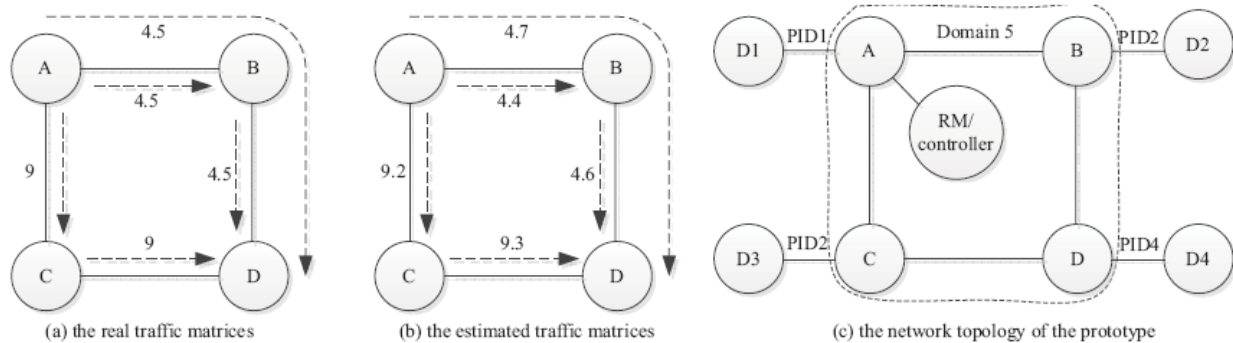 4.5
A
B
4.5
9
4.5
9
C
D
(a) the real traffic matrices
4.7
A
B
4.4
9.2
4.6
9.3
C
D
(b) the estimated traffic matrices
D1
PID1
A
Domain 5
B
PID2
D2
RM/
controller
D3
PID2
C
D
PID4
D4
(c) the network topology of the prototype